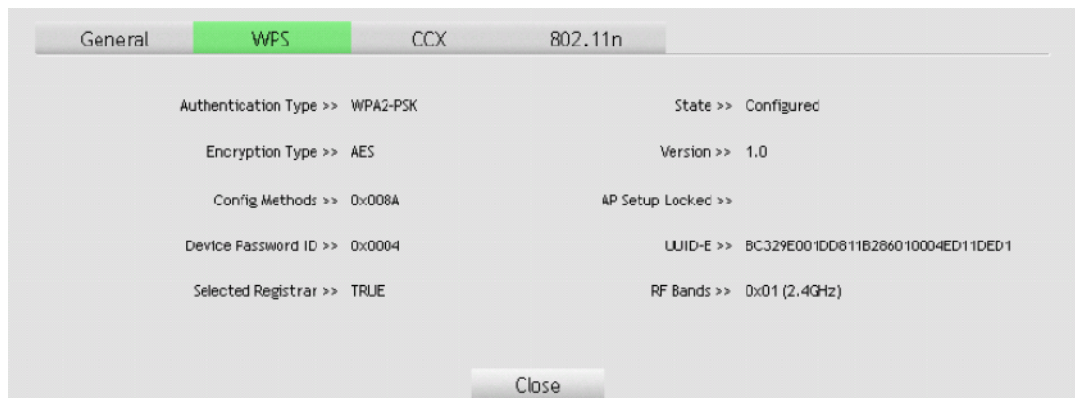 General WPS CCX 802.11n
Authentication Type >> WPA2-PSK State >> Configured
Encryption Type >> AES Version >> 1.0
Config Methods >> 0x008A AP Setup Locked >>
Device Password ID >> 0x0004 UUID-E >> BC329E001DD811B286010004ED11DED1
Selected Registrar >> TRUE RF Bands >> 0x01 (2.4GHz)
Close